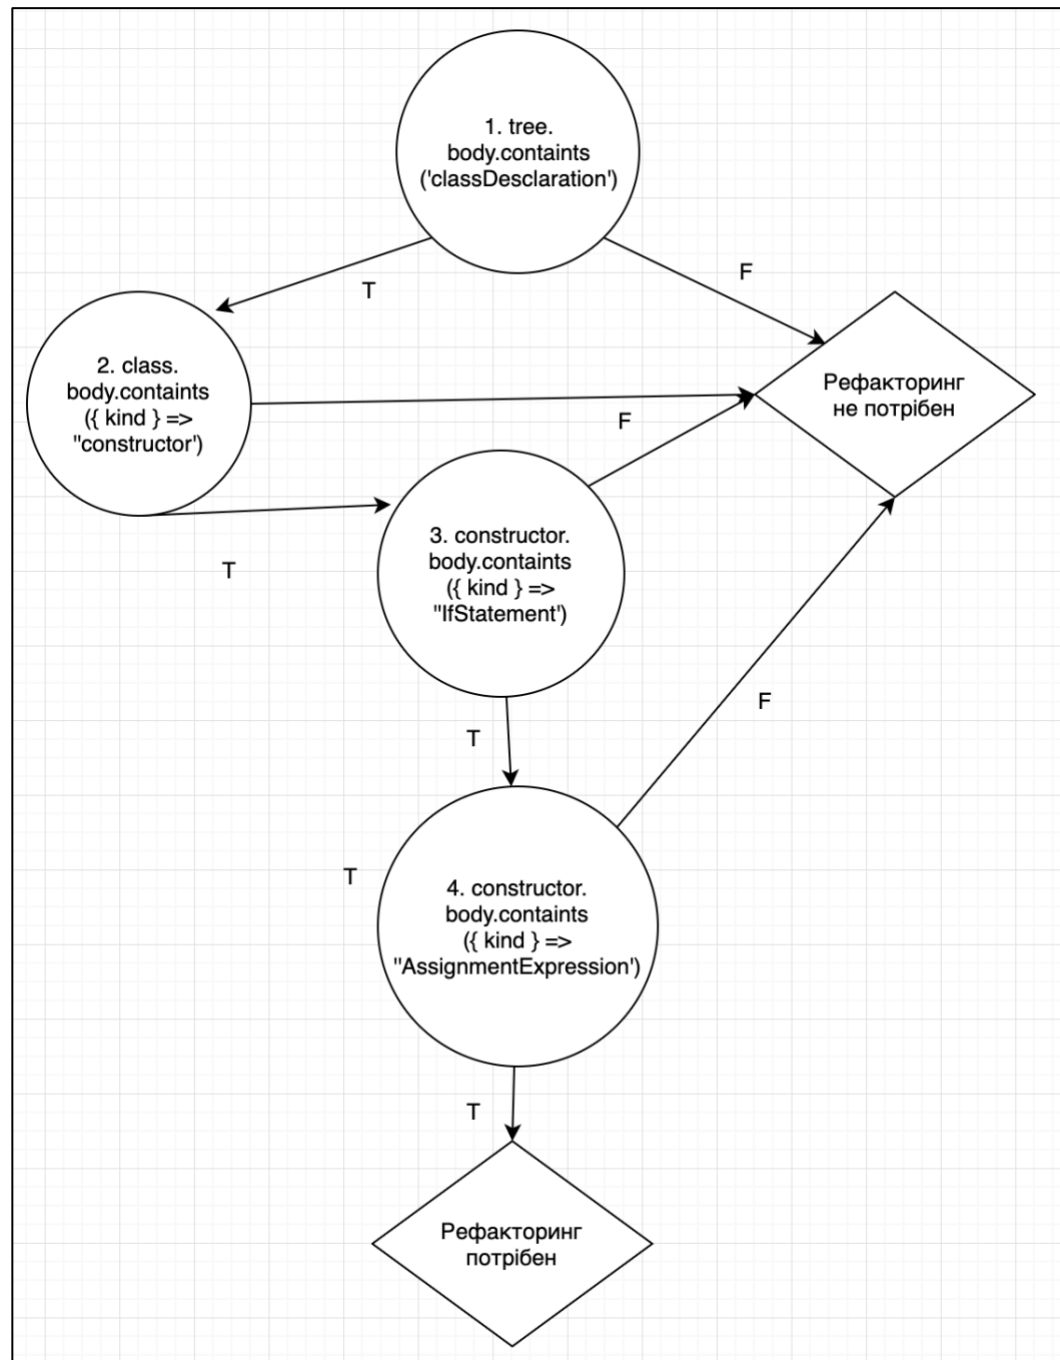 1. tree.
body.containts
('classDesclaration')
T
F
2. class.
body.containts
({ kind } =>
"constructor')
Рефакторинг
не потрібен
F
T
3. constructor.
body.containts
({ kind } =>
"IfStatement')
T
F
T
4. constructor.
body.containts
({ kind } =>
"AssignmentExpression')
T
Рефакторинг
потрібен